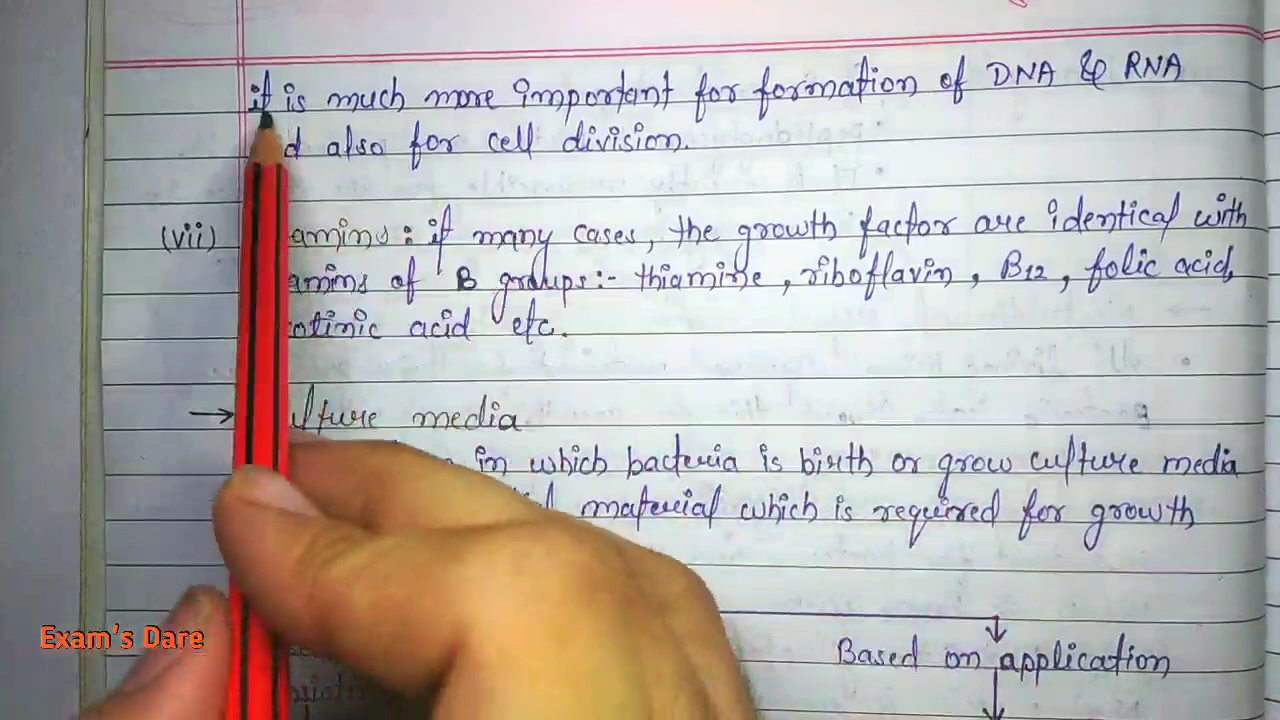 it is much more important for formation of DNA & RNA
d also for cell division.
(vii) amins : if many cases, the growth factor are identical with
amins of B groups :- thiamine, riboflavin, B12, folic acid,
otinic acid etc.
→ ulture media
in which bacteria is birth or grow culture media
material which is required for growth
Exam's Dare
Based on application